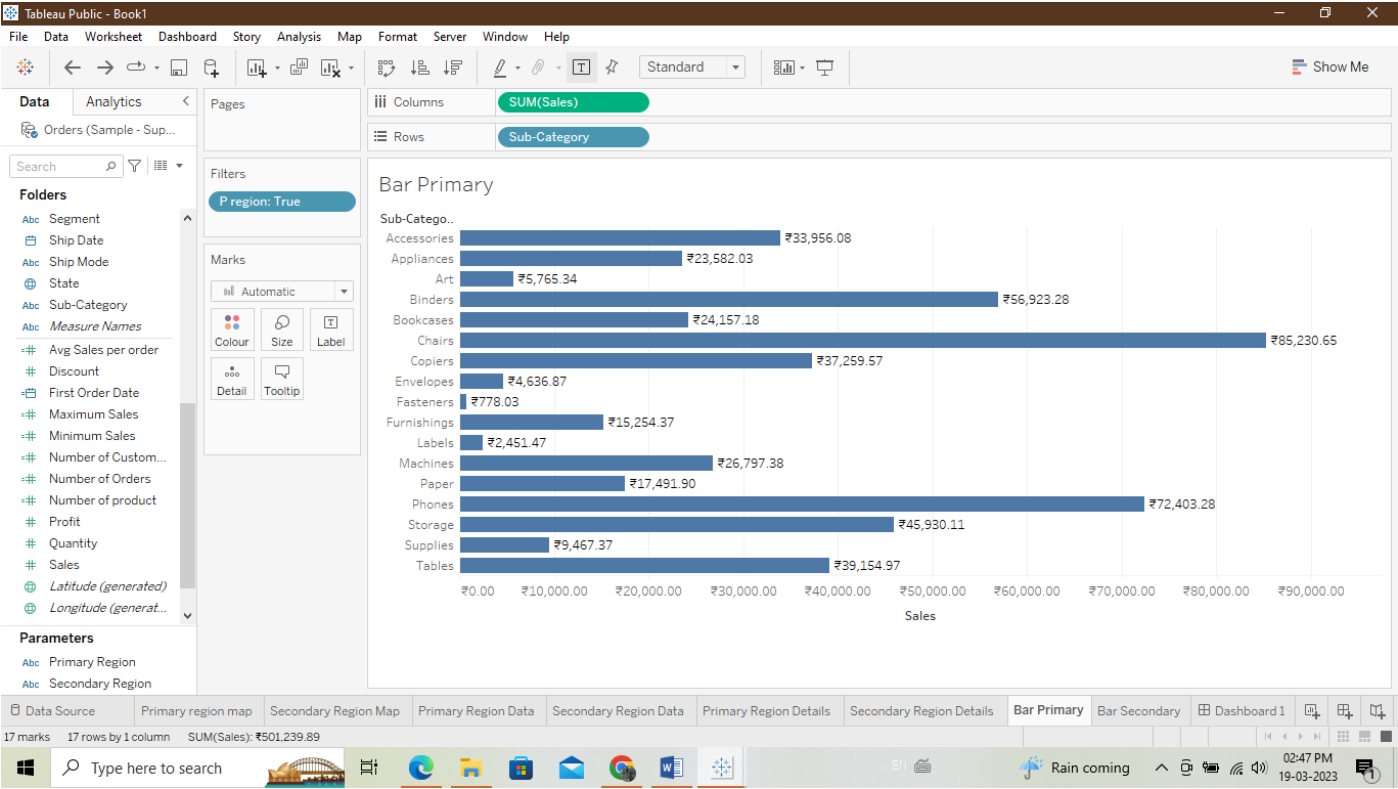 Tableau Public - Book1
File Data Worksheet Dashboard Story Analysis Map Format Server Window Help
Standard
Show Me
Data Analytics
Orders (Sample - Sup...
Search
Folders
Abc Segment
Ship Date
Abc Ship Mode
State
Abc Sub-Category
Abc Measure Names
=# Avg Sales per order
# Discount
First Order Date
=# Maximum Sales
=# Minimum Sales
=# Number of Custom...
=# Number of Orders
=# Number of product
# Profit
# Quantity
# Sales
Latitude (generated)
Longitude (generat...
Parameters
Abc Primary Region
Abc Secondary Region
Pages
Filters
P region: True
Marks
Automatic
Colour Size Label
Detail Tooltip
Columns SUM(Sales)
Rows Sub-Category
Bar Primary
Sub-Catego..
Accessories ₹33,956.08
Appliances ₹23,582.03
Art ₹5,765.34
Binders ₹56,923.28
Bookcases ₹24,157.18
Chairs ₹85,230.65
Copiers ₹37,259.57
Envelopes ₹4,636.87
Fasteners ₹778.03
Furnishings ₹15,254.37
Labels ₹2,451.47
Machines ₹26,797.38
Paper ₹17,491.90
Phones ₹72,403.28
Storage ₹45,930.11
Supplies ₹9,467.37
Tables ₹39,154.97
₹0.00 ₹10,000.00 ₹20,000.00 ₹30,000.00 ₹40,000.00 ₹50,000.00 ₹60,000.00 ₹70,000.00 ₹80,000.00 ₹90,000.00
Sales
Data Source Primary region map Secondary Region Map Primary Region Data Secondary Region Data Primary Region Details Secondary Region Details Bar Primary Bar Secondary Dashboard 1
17 marks 17 rows by 1 column SUM(Sales): ₹501,239.89
Type here to search
EN
Rain coming
02:47 PM
19-03-2023
1